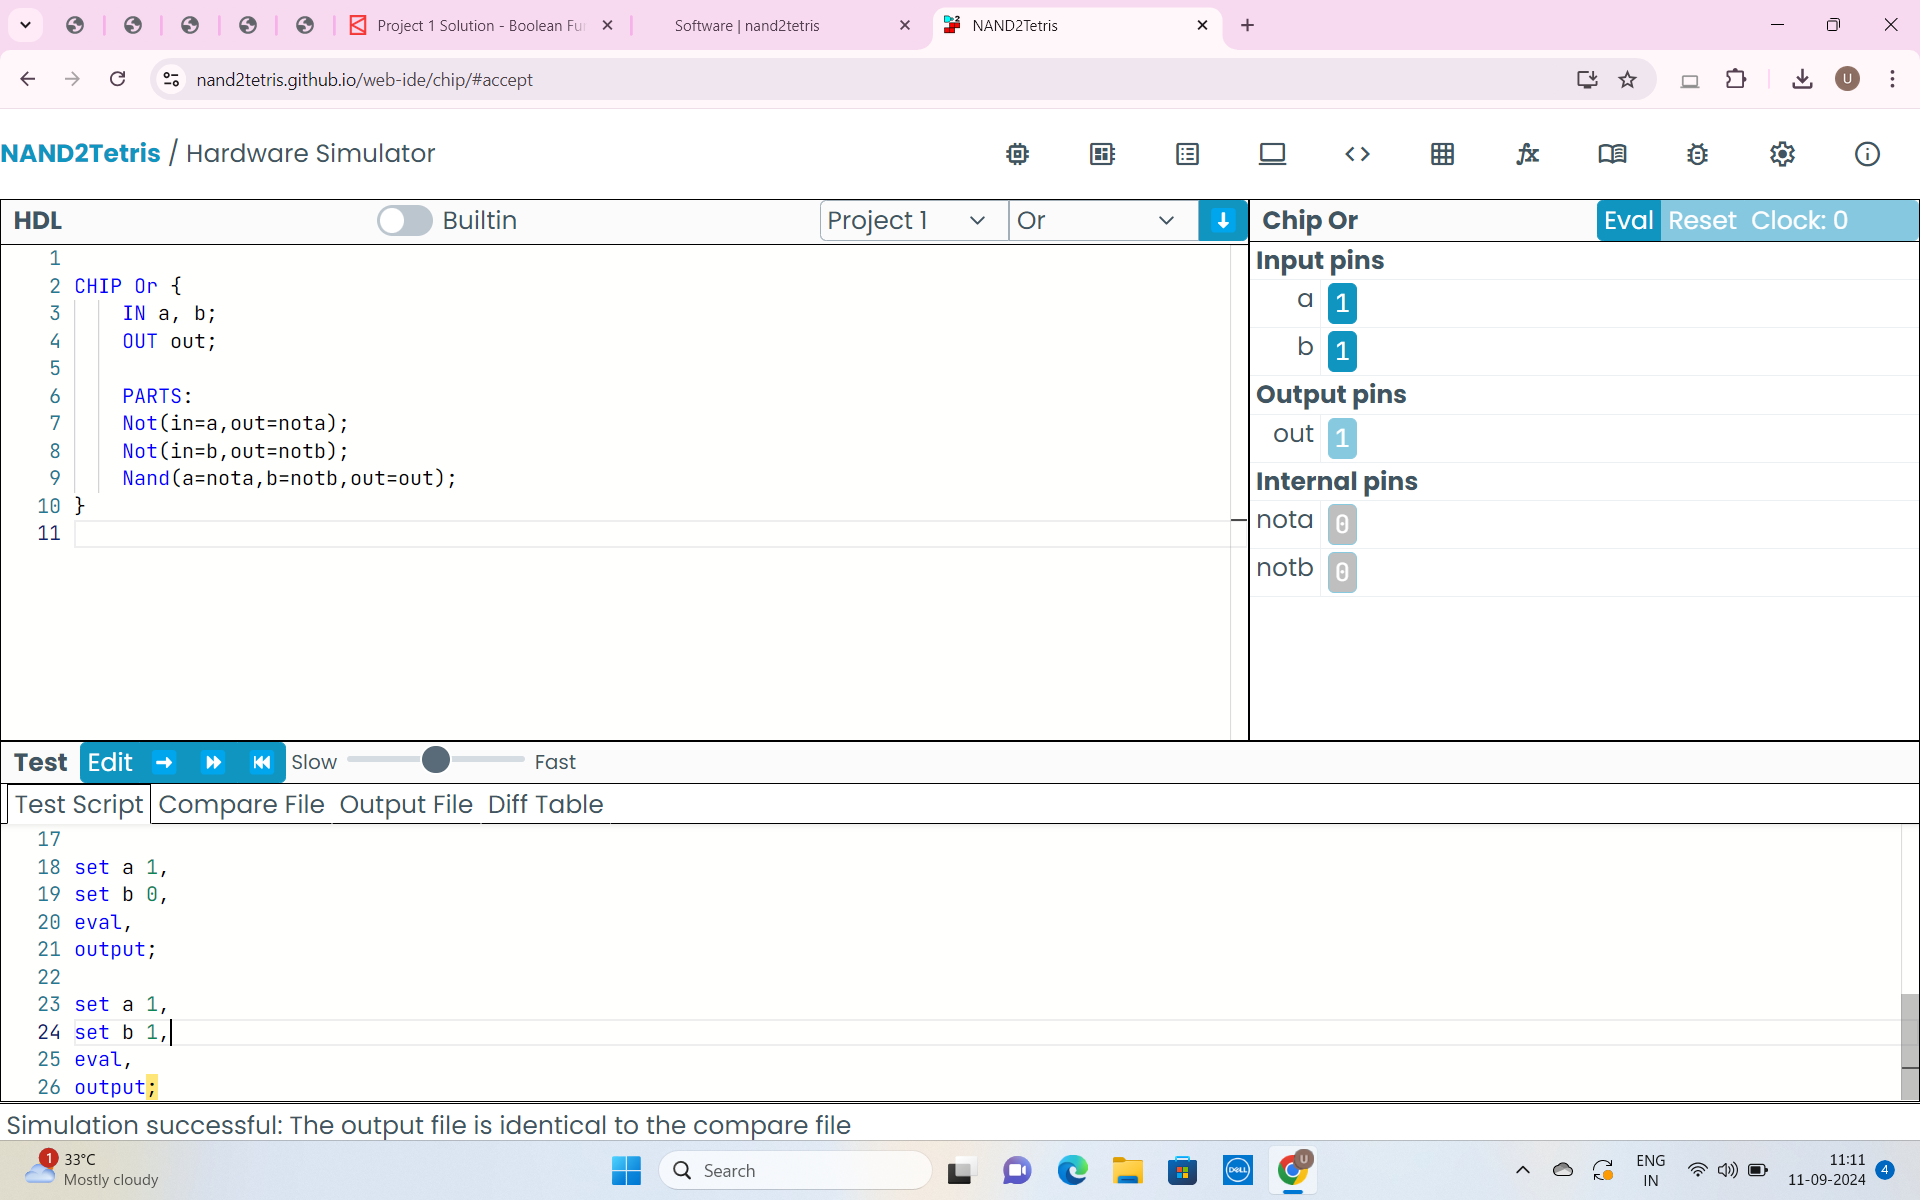 Project 1 Solution - Boolean Fu
Software | nand2tetris
NAND2Tetris
nand2tetris.github.io/web-ide/chip/#accept
U
NAND2Tetris / Hardware Simulator
HDL
Builtin
Project 1
Or
Chip Or
Eval
Reset
Clock: 0
1
2 CHIP Or {
3 IN a, b;
4 OUT out;
5
6 PARTS:
7 Not(in=a,out=nota);
8 Not(in=b,out=notb);
9 Nand(a=nota,b=notb,out=out);
10 }
11
Input pins
a 1
b 1
Output pins
out 1
Internal pins
nota 0
notb 0
Test
Edit
Slow
Fast
Test Script
Compare File
Output File
Diff Table
17
18 set a 1,
19 set b 0,
20 eval,
21 output;
22
23 set a 1,
24 set b 1,
25 eval,
26 output;
Simulation successful: The output file is identical to the compare file
1
33°C
Mostly cloudy
Search
DELL
U
ENG
IN
11:11
11-09-2024
4